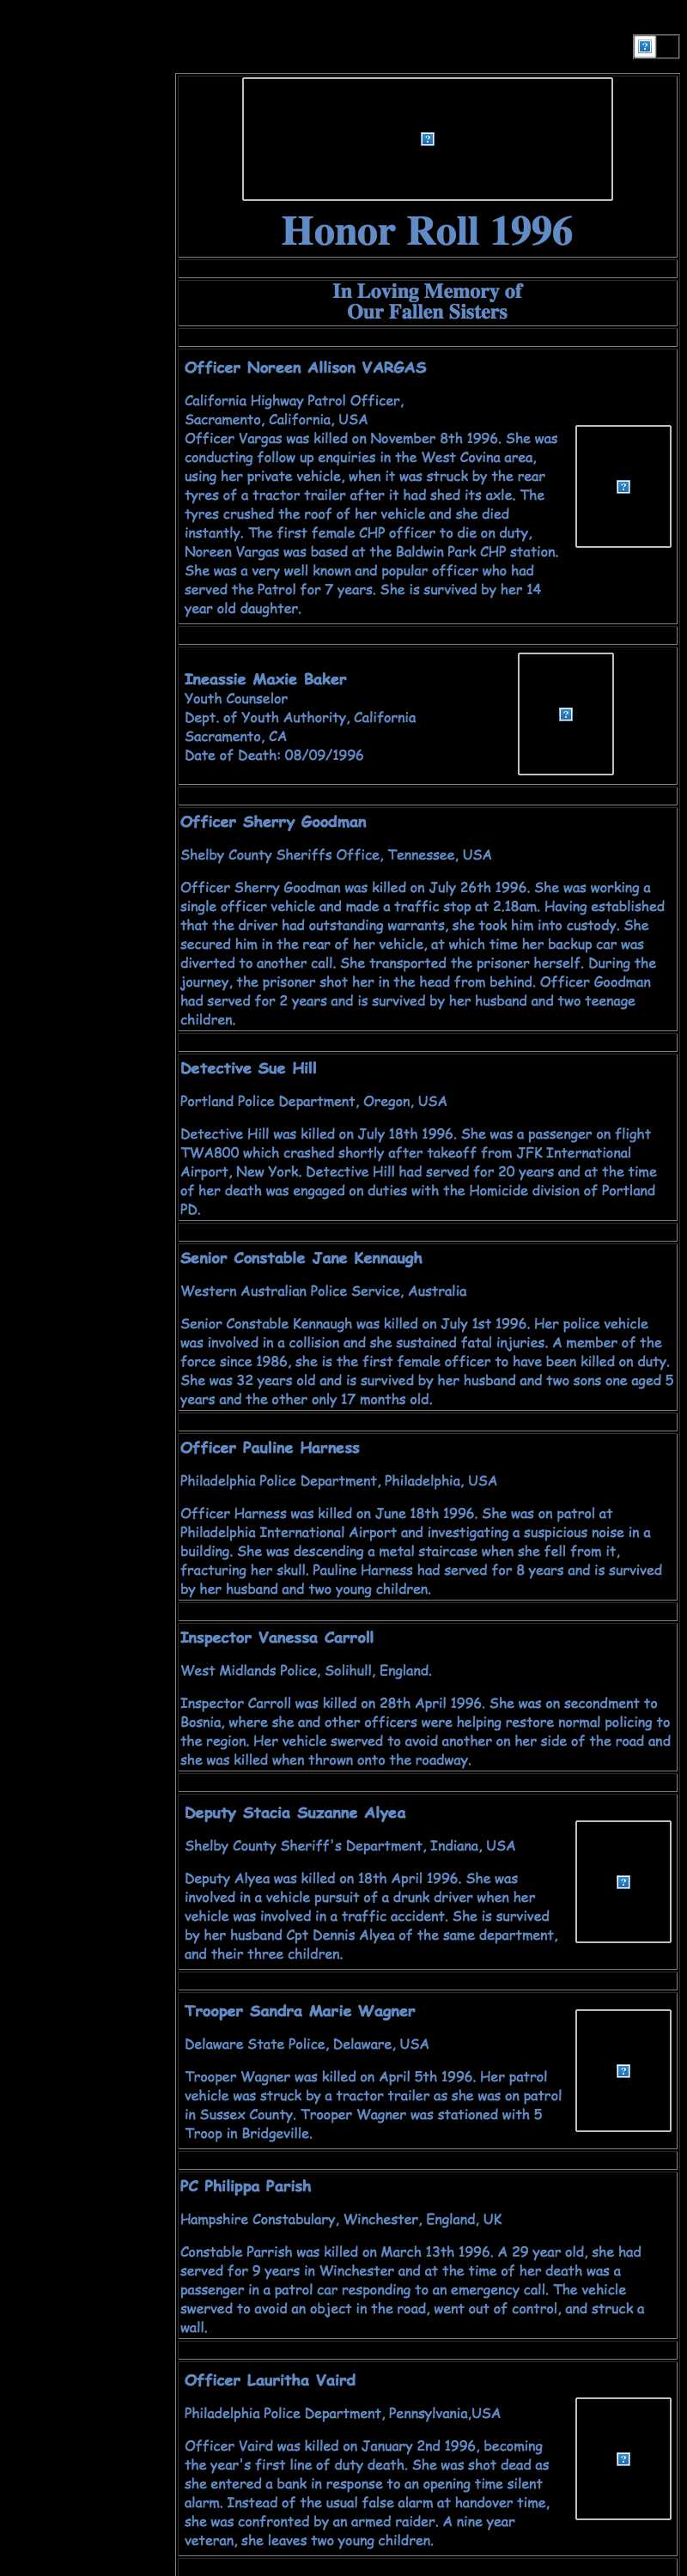 Honor Roll 1996
In Loving Memory of
Our Fallen Sisters
Officer Noreen Allison VARGAS
California Highway Patrol Officer,
Sacramento, California, USA
Officer Vargas was killed on November 8th 1996. She was
conducting follow up enquiries in the West Covina area,
using her private vehicle, when it was struck by the rear
tyres of a tractor trailer after it had shed its axle. The
tyres crushed the roof of her vehicle and she died
instantly. The first female CHP officer to die on duty,
Noreen Vargas was based at the Baldwin Park CHP station.
She was a very well known and popular officer who had
served the Patrol for 7 years. She is survived by her 14
year old daughter.
Ineassie Maxie Baker
Youth Counselor
Dept. of Youth Authority, California
Sacramento, CA
Date of Death: 08/09/1996
Officer Sherry Goodman
Shelby County Sheriffs Office, Tennessee, USA
Officer Sherry Goodman was killed on July 26th 1996. She was working a
single officer vehicle and made a traffic stop at 2.18am. Having established
that the driver had outstanding warrants, she took him into custody. She
secured him in the rear of her vehicle, at which time her backup car was
diverted to another call. She transported the prisoner herself. During the
journey, the prisoner shot her in the head from behind. Officer Goodman
had served for 2 years and is survived by her husband and two teenage
children.
Detective Sue Hill
Portland Police Department, Oregon, USA
Detective Hill was killed on July 18th 1996. She was a passenger on flight
TWA800 which crashed shortly after takeoff from JFK International
Airport, New York. Detective Hill had served for 20 years and at the time
of her death was engaged on duties with the Homicide division of Portland
PD.
Senior Constable Jane Kennaugh
Western Australian Police Service, Australia
Senior Constable Kennaugh was killed on July 1st 1996. Her police vehicle
was involved in a collision and she sustained fatal injuries. A member of the
force since 1986, she is the first female officer to have been killed on duty.
She was 32 years old and is survived by her husband and two sons one aged 5
years and the other only 17 months old.
Officer Pauline Harness
Philadelphia Police Department, Philadelphia, USA
Officer Harness was killed on June 18th 1996. She was on patrol at
Philadelphia International Airport and investigating a suspicious noise in a
building. She was descending a metal staircase when she fell from it,
fracturing her skull. Pauline Harness had served for 8 years and is survived
by her husband and two young children.
Inspector Vanessa Carroll
West Midlands Police, Solihull, England.
Inspector Carroll was killed on 28th April 1996. She was on secondment to
Bosnia, where she and other officers were helping restore normal policing to
the region. Her vehicle swerved to avoid another on her side of the road and
she was killed when thrown onto the roadway.
Deputy Stacia Suzanne Alyea
Shelby County Sheriff's Department, Indiana, USA
Deputy Alyea was killed on 18th April 1996. She was
involved in a vehicle pursuit of a drunk driver when her
vehicle was involved in a traffic accident. She is survived
by her husband Cpt Dennis Alyea of the same department,
and their three children.
Trooper Sandra Marie Wagner
Delaware State Police, Delaware, USA
Trooper Wagner was killed on April 5th 1996. Her patrol
vehicle was struck by a tractor trailer as she was on patrol
in Sussex County. Trooper Wagner was stationed with 5
Troop in Bridgeville.
PC Philippa Parish
Hampshire Constabulary, Winchester, England, UK
Constable Parrish was killed on March 13th 1996. A 29 year old, she had
served for 9 years in Winchester and at the time of her death was a
passenger in a patrol car responding to an emergency call. The vehicle
swerved to avoid an object in the road, went out of control, and struck a
wall.
Officer Lauritha Vaird
Philadelphia Police Department, Pennsylvania,USA
Officer Vaird was killed on January 2nd 1996, becoming
the year's first line of duty death. She was shot dead as
she entered a bank in response to an opening time silent
alarm. Instead of the usual false alarm at handover time,
she was confronted by an armed raider. A nine year
veteran, she leaves two young children.